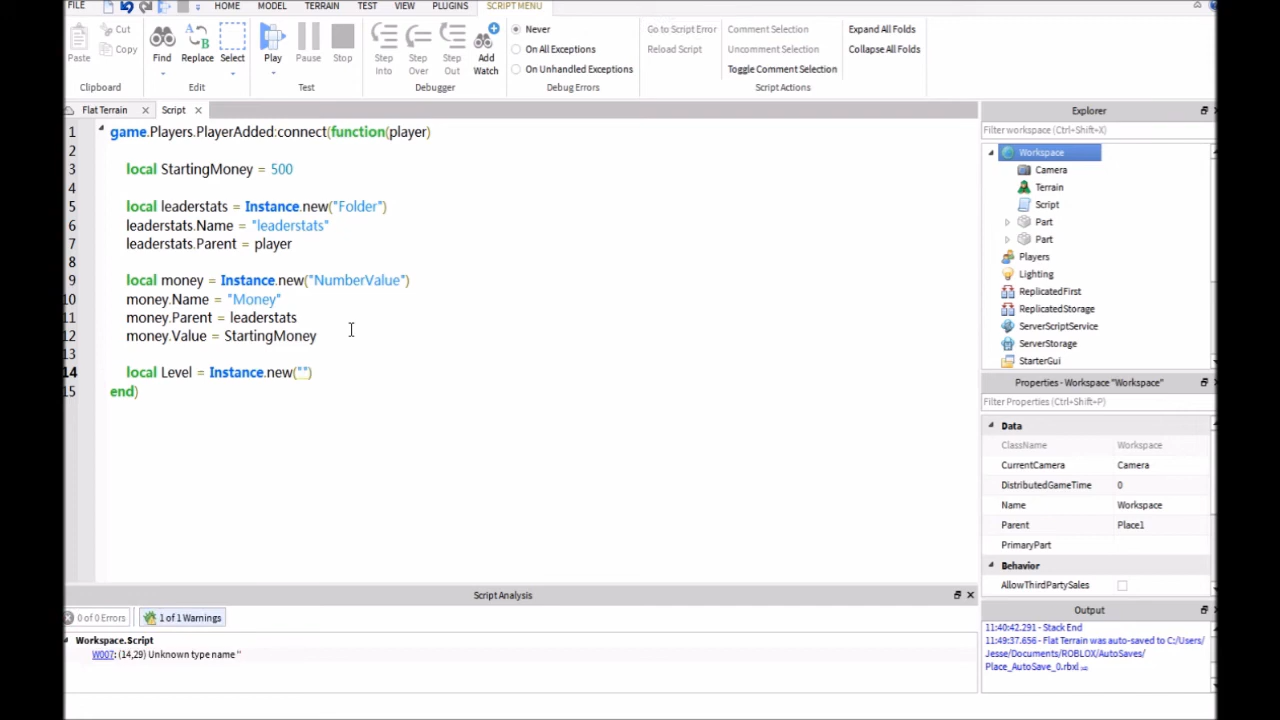 FILE HOME MODEL TERRAIN TEST VIEW PLUGINS SCRIPT MENU
Paste Cut Copy Clipboard
Find Replace Select Edit
Play Pause Stop Test
Step Into Step Over Step Out Add Watch Debugger
Never
On All Exceptions
On Unhandled Exceptions
Debug Errors
Go to Script Error
Reload Script
Comment Selection
Uncomment Selection
Toggle Comment Selection
Expand All Folds
Collapse All Folds
Script Actions
Flat Terrain Script
1 game.Players.PlayerAdded:connect(function(player)
2
3 local StartingMoney = 500
4
5 local leaderstats = Instance.new("Folder")
6 leaderstats.Name = "leaderstats"
7 leaderstats.Parent = player
8
9 local money = Instance.new("NumberValue")
10 money.Name = "Money"
11 money.Parent = leaderstats
12 money.Value = StartingMoney
13
14 local Level = Instance.new("")
15 end)
Script Analysis
0 of 0 Errors 1 of 1 Warnings
Workspace.Script
W007: (14,29) Unknown type name ''
Explorer
Filter workspace (Ctrl+Shift+X)
Workspace
Camera
Terrain
Script
Part
Part
Players
Lighting
ReplicatedFirst
ReplicatedStorage
ServerScriptService
ServerStorage
StarterGui
Properties - Workspace "Workspace"
Filter Properties (Ctrl+Shift+P)
Data
ClassName Workspace
CurrentCamera Camera
DistributedGameTime 0
Name Workspace
Parent Place1
PrimaryPart
Behavior
AllowThirdPartySales
Output
11:40:42.291 - Stack End
11:49:37.656 - Flat Terrain was auto-saved to C:/Users/
Jesse/Documents/ROBLOX/AutoSaves/
Place_AutoSave_0.rbxl